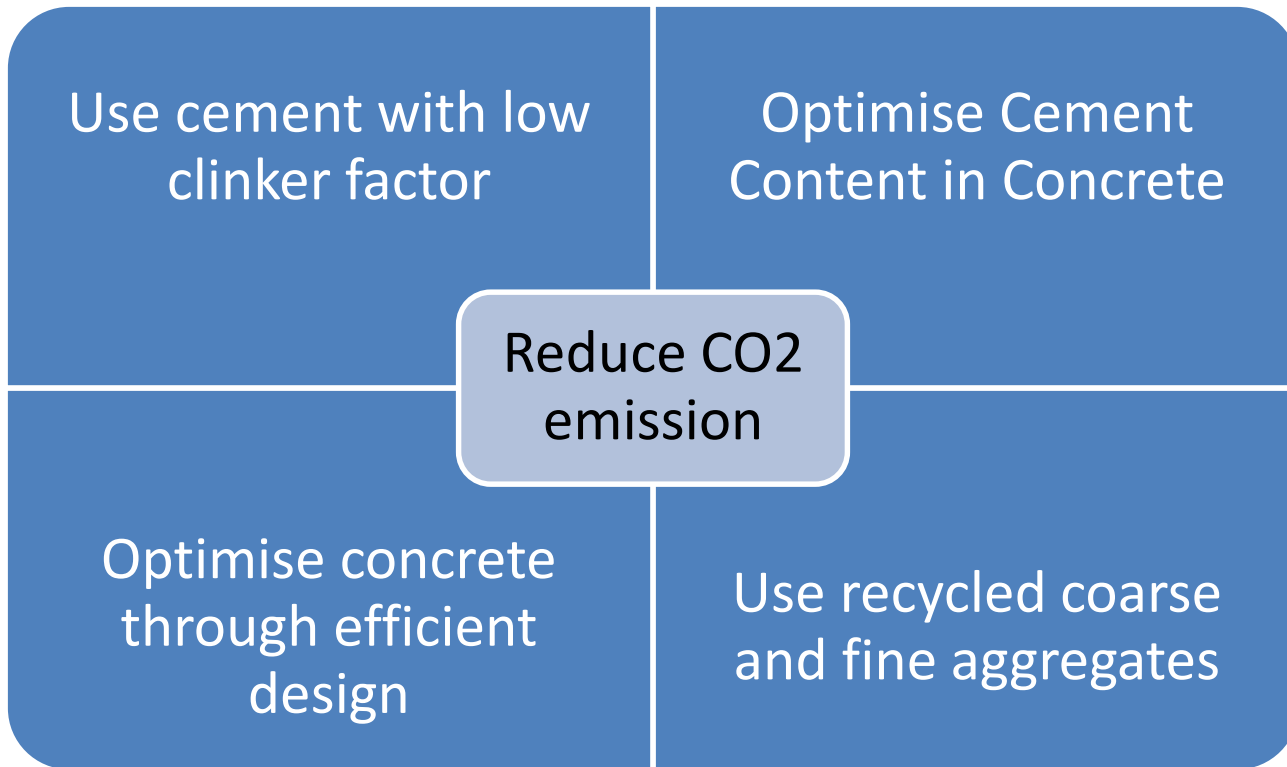 Use cement with low
clinker factor
Optimise Cement
Content in Concrete
Reduce CO2
emission
Optimise concrete
through efficient
design
Use recycled coarse
and fine aggregates